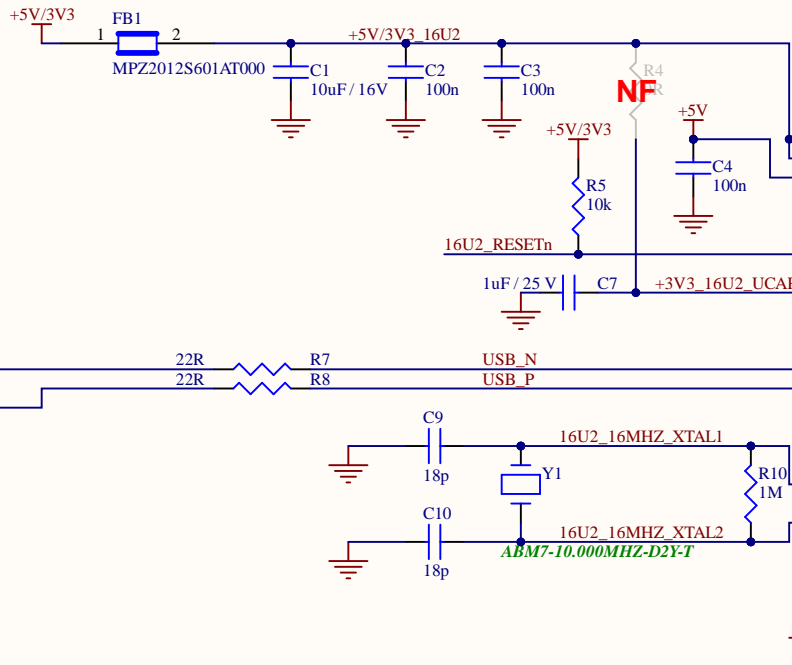 +5V/3V3
FB1
1
2
MPZ2012S601AT000
+5V/3V3_16U2
C1
10uF / 16V
C2
100n
C3
100n
R4
NF
+5V
C4
100n
+5V/3V3
R5
10k
16U2_RESETn
1uF / 25 V
C7
+3V3_16U2_UCAP
22R
R7
USB_N
22R
R8
USB_P
C9
18p
16U2_16MHZ_XTAL1
Y1
R10
1M
C10
18p
16U2_16MHZ_XTAL2
ABM7-10.000MHZ-D2Y-T